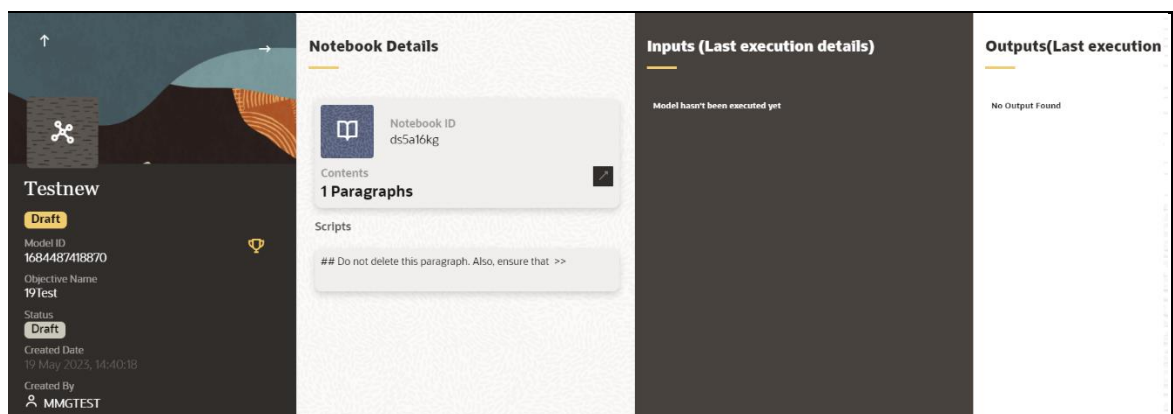 Testnew
Draft
Model ID
1684487418870
Objective Name
19Test
Status
Draft
Created Date
19 May 2023, 14:40:18
Created By
MMGTEST
Notebook Details
Notebook ID
ds5a16kg
Contents
1 Paragraphs
Scripts
## Do not delete this paragraph. Also, ensure that >>
Inputs (Last execution details)
Model hasn't been executed yet
Outputs(Last execution
No Output Found